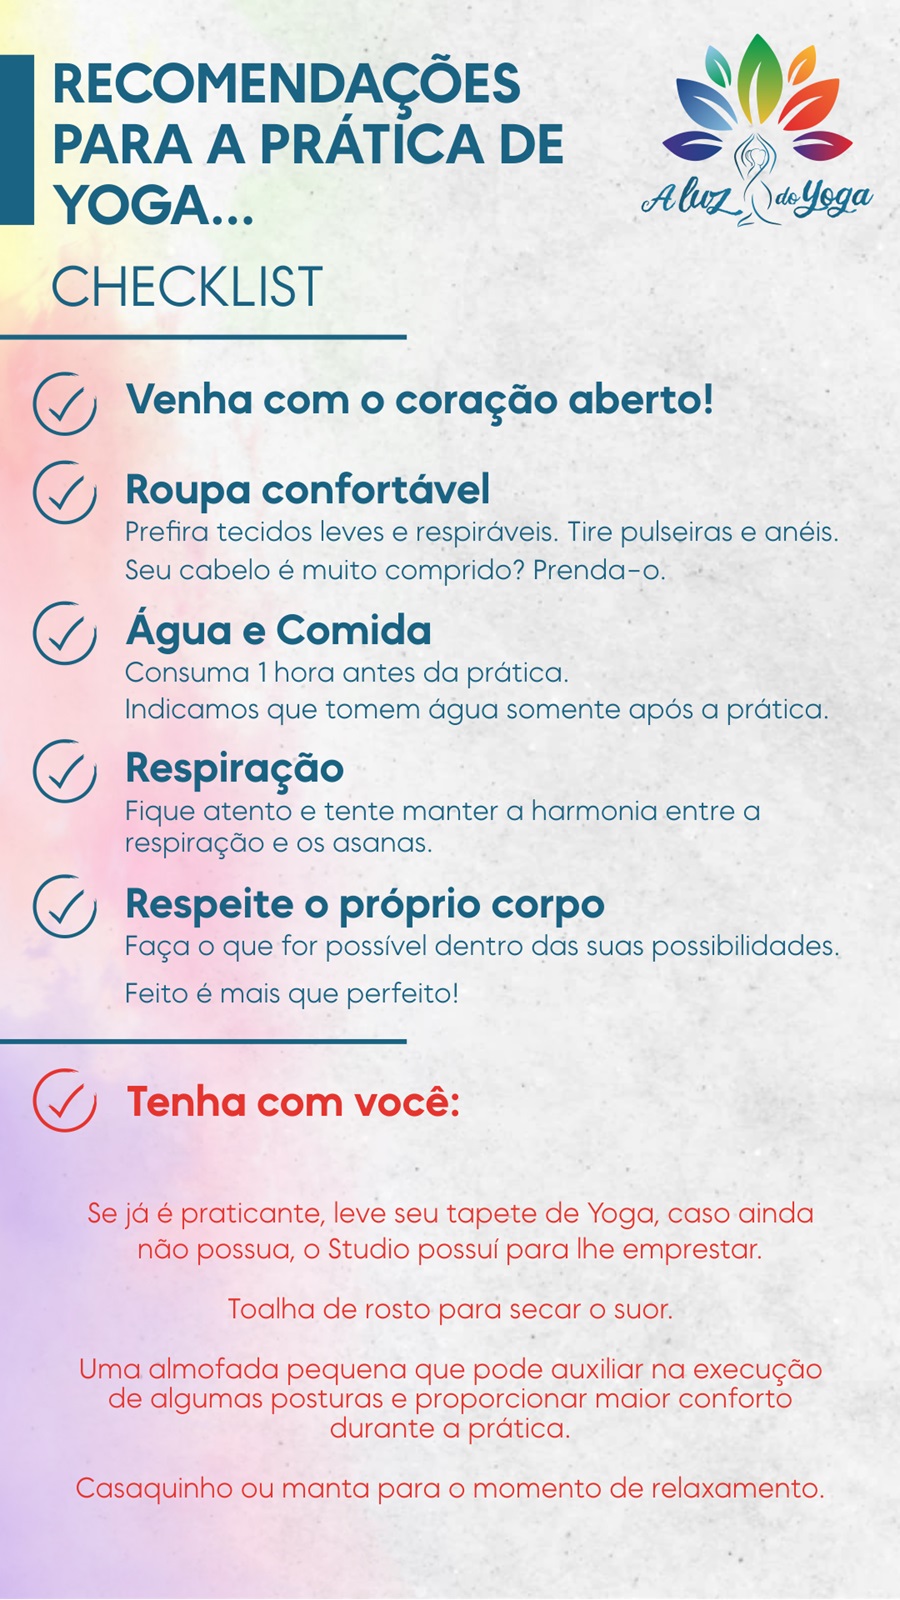 RECOMENDAÇÕES
PARA A PRÁTICA DE
YOGA...
A luz do Yoga
CHECKLIST
Venha com o coração aberto!
Roupa confortável
Prefira tecidos leves e respiráveis. Tire pulseiras e anéis.
Seu cabelo é muito comprido? Prenda-o.
Água e Comida
Consuma 1 hora antes da prática.
Indicamos que tomem água somente após a prática.
Respiração
Fique atento e tente manter a harmonia entre a
respiração e os asanas.
Respeite o próprio corpo
Faça o que for possível dentro das suas possibilidades.
Feito é mais que perfeito!
Tenha com você:
Se já é praticante, leve seu tapete de Yoga, caso ainda
não possua, o Studio possuí para lhe emprestar.
Toalha de rosto para secar o suor.
Uma almofada pequena que pode auxiliar na execução
de algumas posturas e proporcionar maior conforto
durante a prática.
Casaquinho ou manta para o momento de relaxamento.